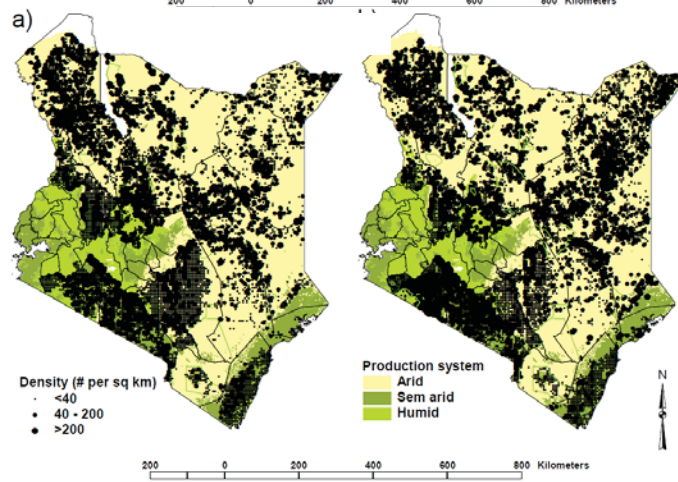 200 0 200 400 600 800 Kilometers
a)
Density (# per sq km)
<40
40 - 200
>200
Production system
Arid
Sem arid
Humid
N
200 0 200 400 600 800 Kilometers